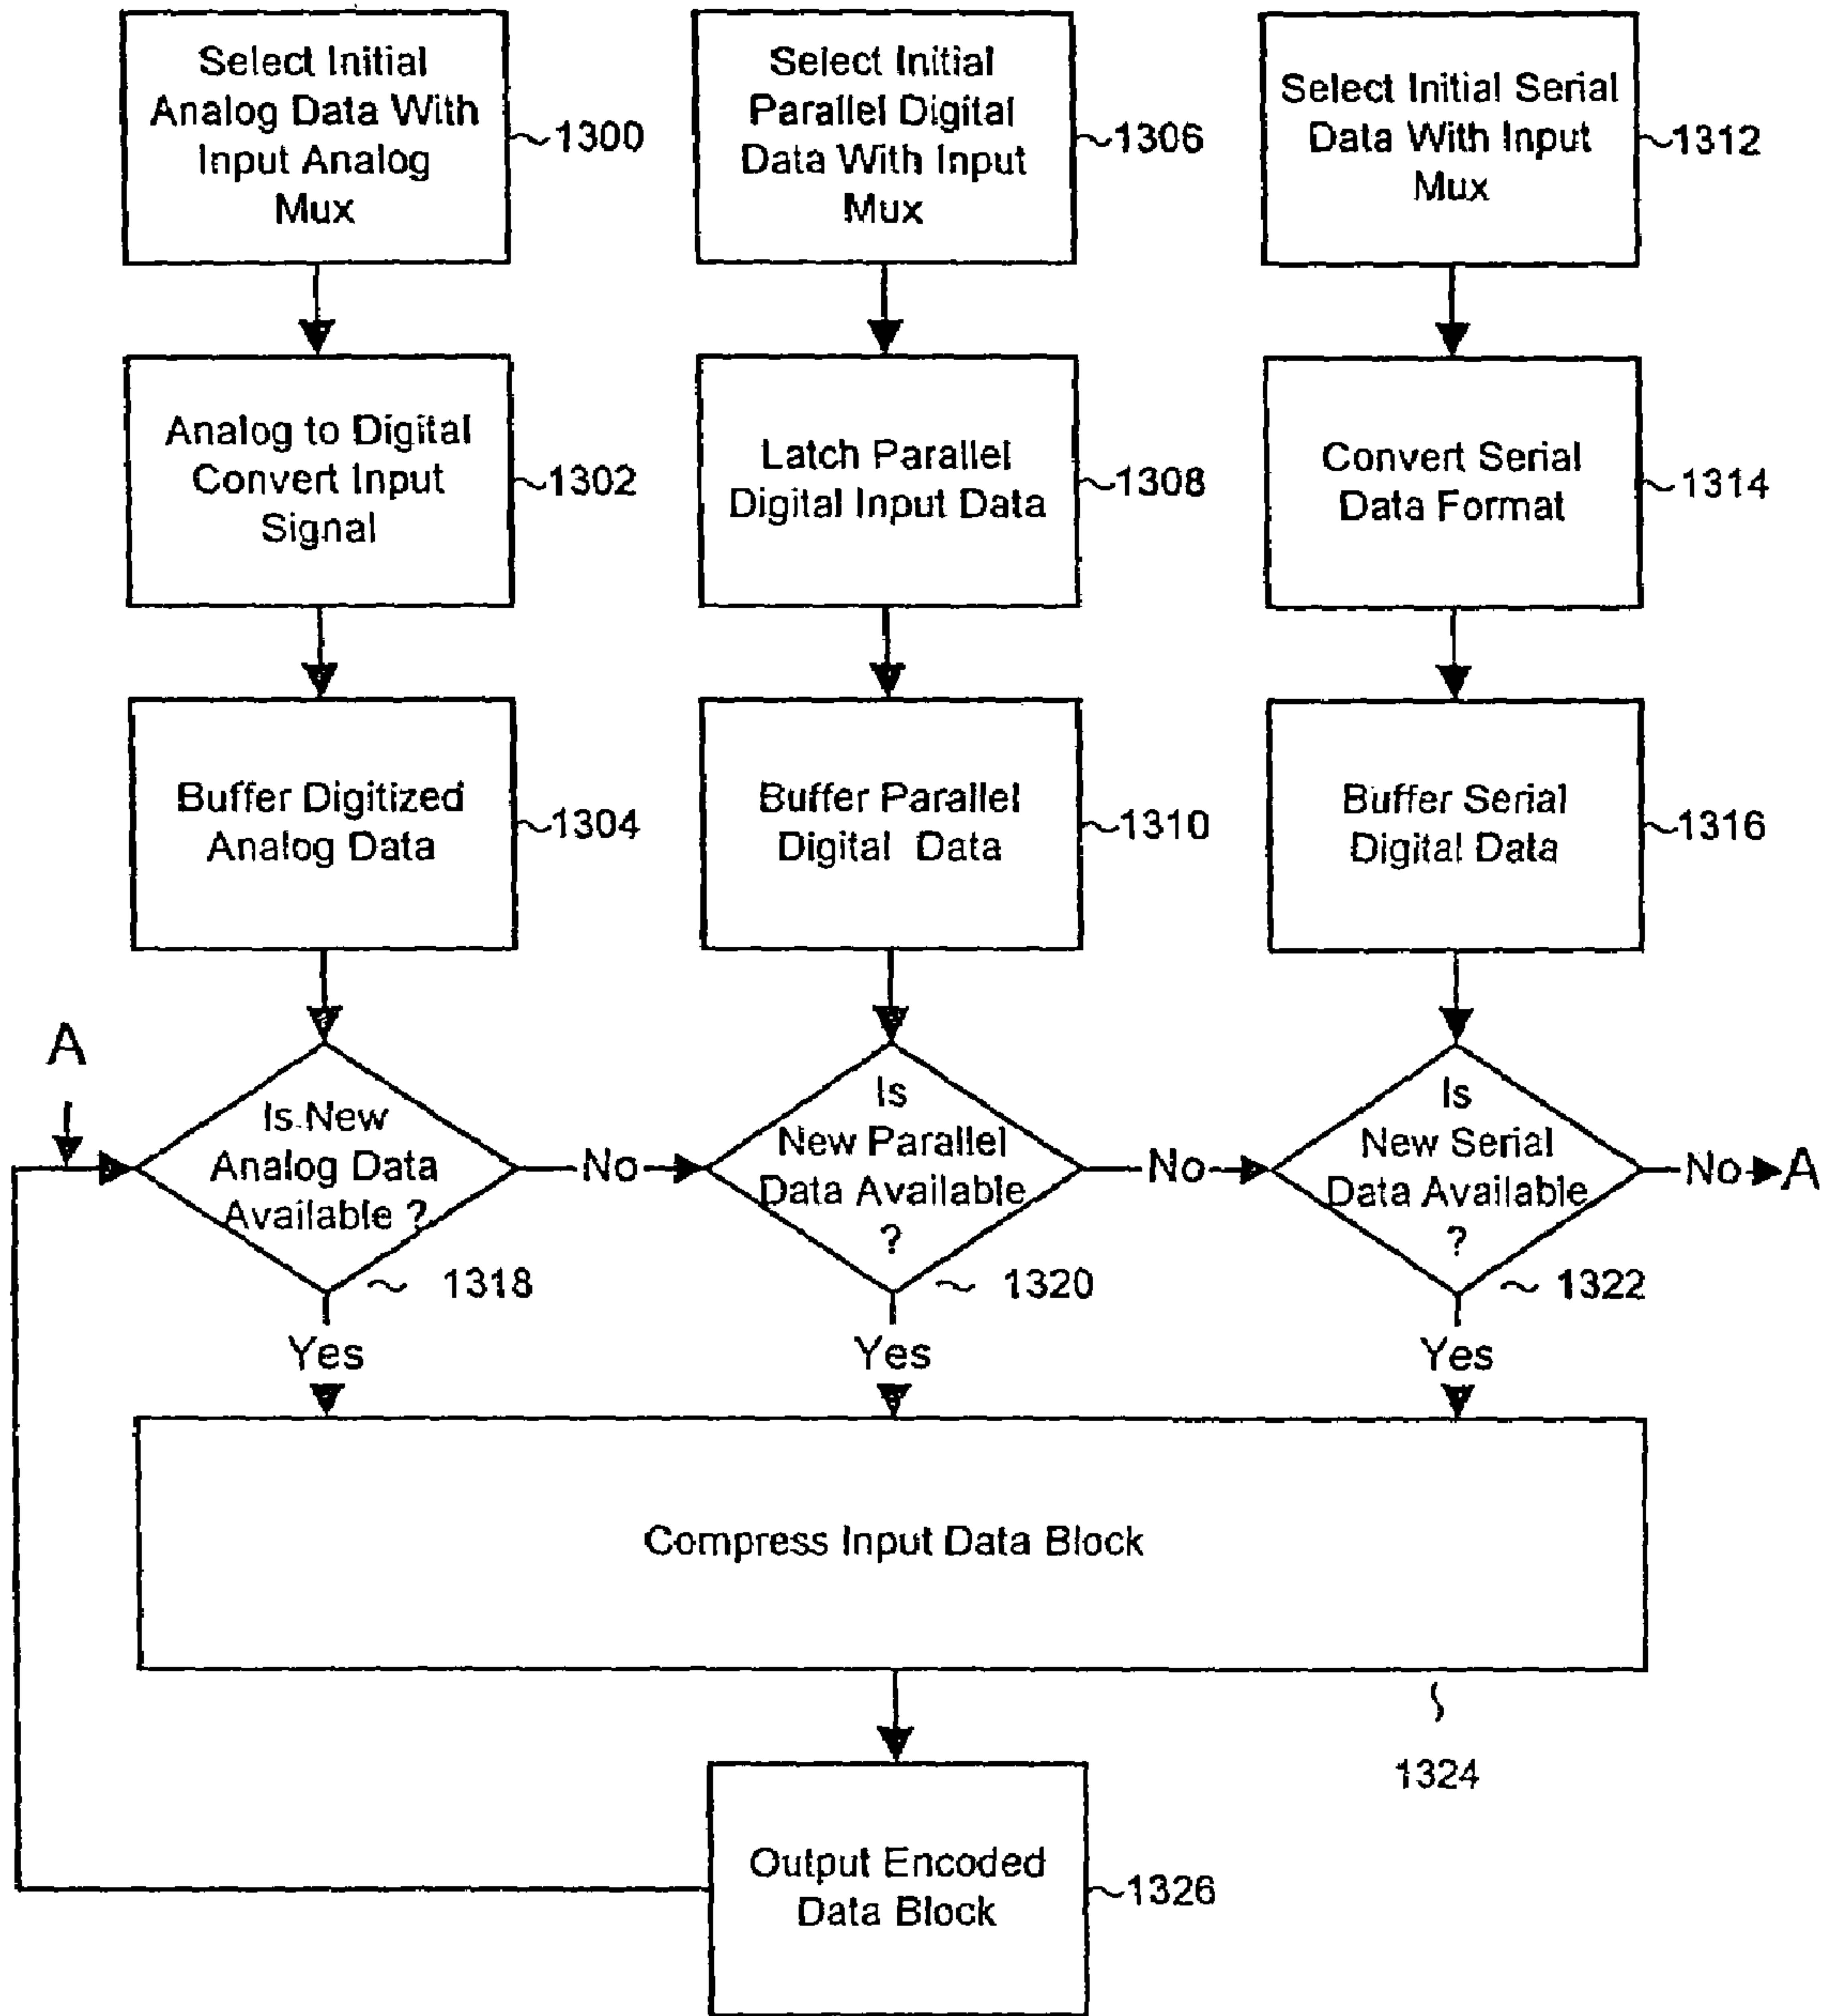 Select Initial
Analog Data With
Input Analog
Mux
1300
Select Initial
Parallel Digital
Data With Input
Mux
1306
Select Initial Serial
Data With Input
Mux
1312
Analog to Digital
Convert Input
Signal
1302
Latch Parallel
Digital Input Data
1308
Convert Serial
Data Format
1314
Buffer Digitized
Analog Data
1304
Buffer Parallel
Digital Data
1310
Buffer Serial
Digital Data
1316
A
Is New
Analog Data
Available ?
1318
No
Is
New Parallel
Data Available
?
1320
No
Is
New Serial
Data Available
?
1322
No
A
Yes
Yes
Yes
Compress Input Data Block
1324
Output Encoded
Data Block
1326